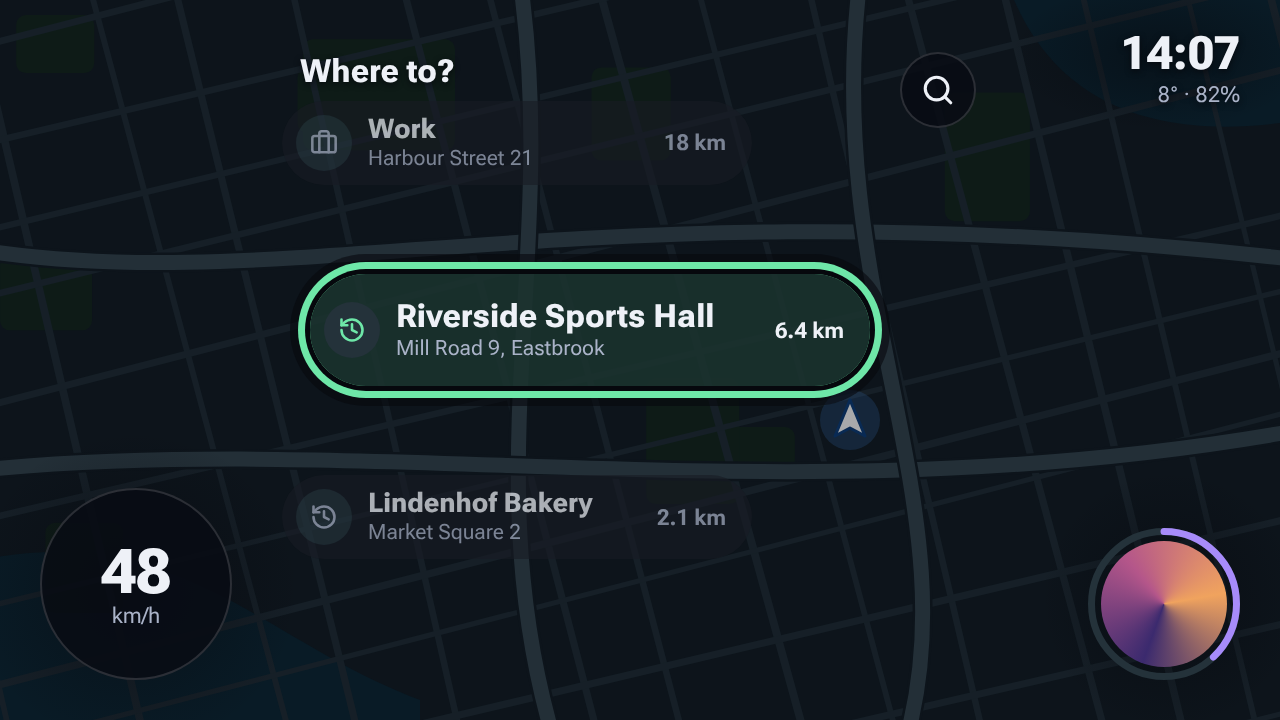 Where to?
14:07
8° · 82%
Work
Harbour Street 21
18 km
Riverside Sports Hall
Mill Road 9, Eastbrook
6.4 km
Lindenhof Bakery
Market Square 2
2.1 km
48
km/h